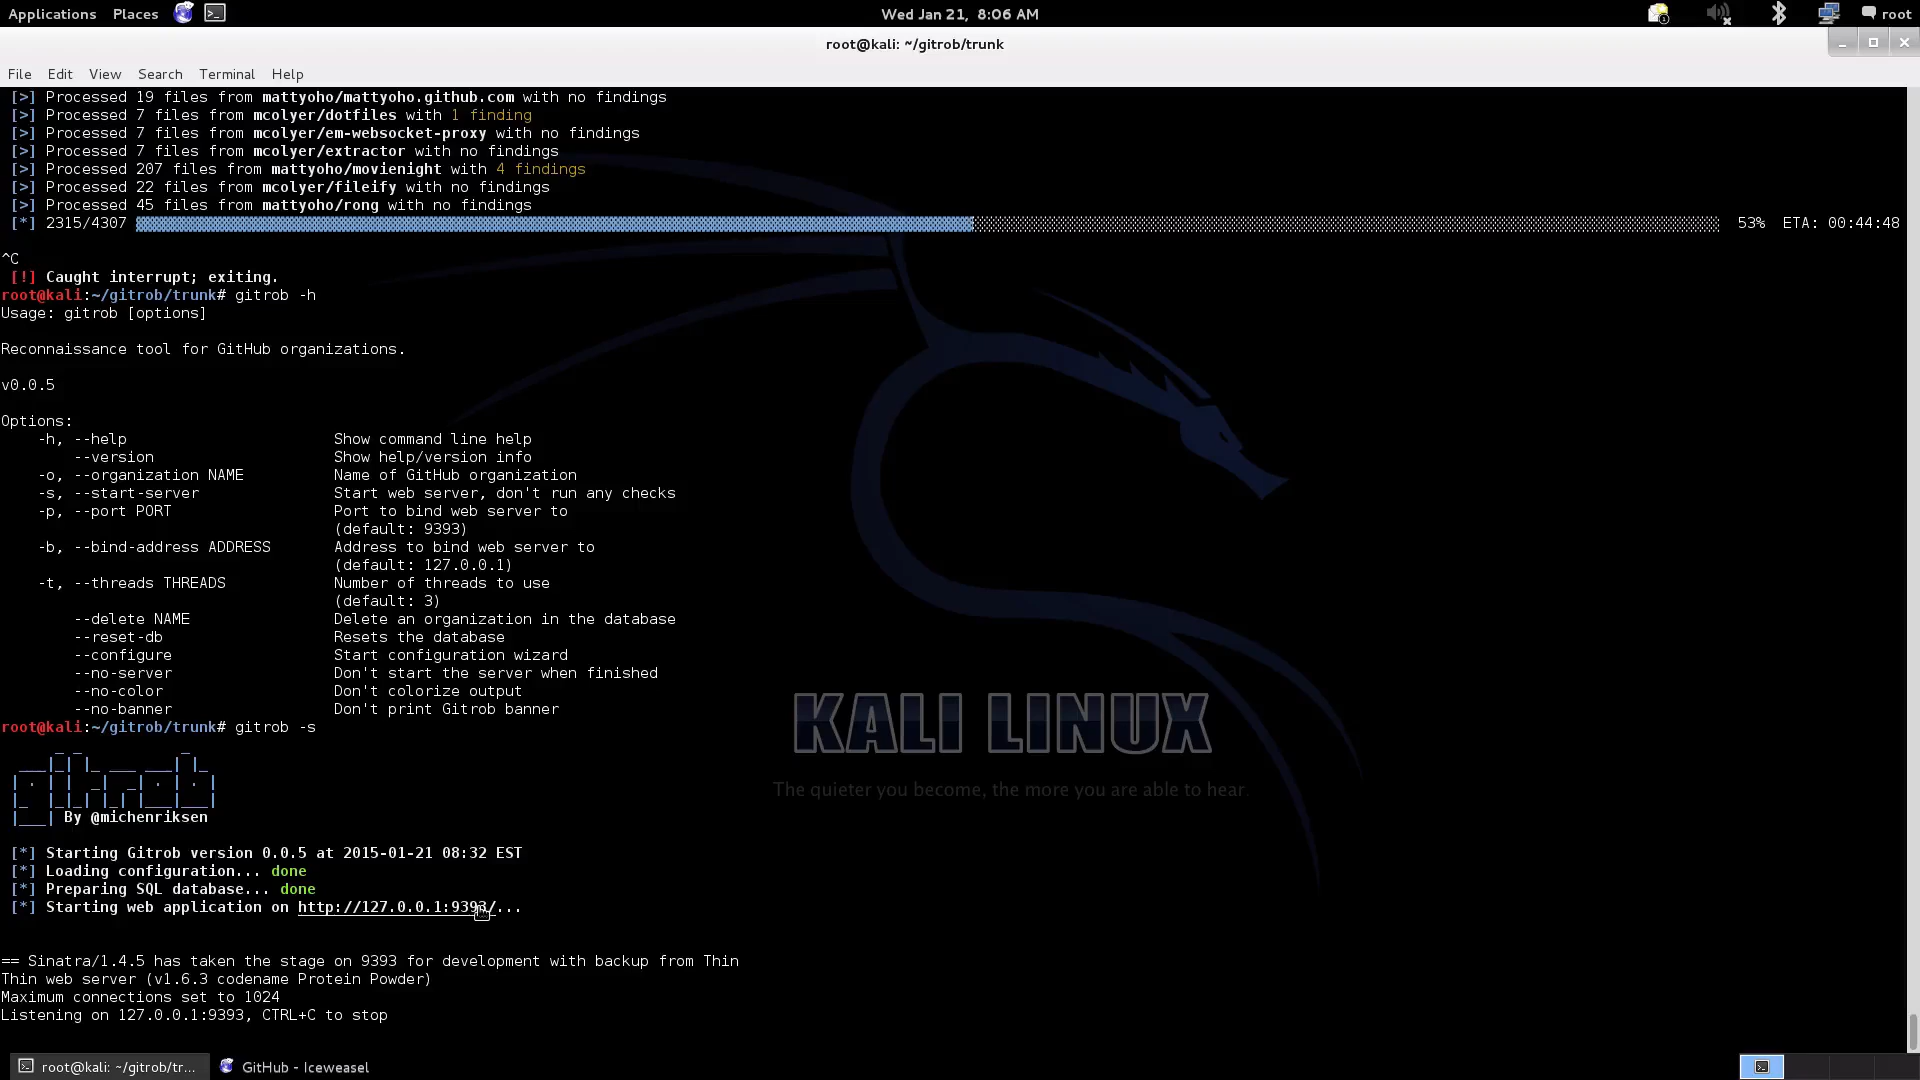 Applications Places Wed Jan 21, 8:06 AM root
root@kali: ~/gitrob/trunk
File Edit View Search Terminal Help
[>] Processed 19 files from mattyoho/mattyoho.github.com with no findings
[>] Processed 7 files from mcolyer/dotfiles with 1 finding
[>] Processed 7 files from mcolyer/em-websocket-proxy with no findings
[>] Processed 7 files from mcolyer/extractor with no findings
[>] Processed 207 files from mattyoho/movienight with 4 findings
[>] Processed 22 files from mcolyer/fileify with no findings
[>] Processed 45 files from mattyoho/rong with no findings
[*] 2315/4307 53% ETA: 00:44:48
^C
[!] Caught interrupt; exiting.
root@kali:~/gitrob/trunk# gitrob -h
Usage: gitrob [options]
Reconnaissance tool for GitHub organizations.
v0.0.5
Options:
-h, --help Show command line help
--version Show help/version info
-o, --organization NAME Name of GitHub organization
-s, --start-server Start web server, don't run any checks
-p, --port PORT Port to bind web server to
(default: 9393)
-b, --bind-address ADDRESS Address to bind web server to
(default: 127.0.0.1)
-t, --threads THREADS Number of threads to use
(default: 3)
--delete NAME Delete an organization in the database
--reset-db Resets the database
--configure Start configuration wizard
--no-server Don't start the server when finished
--no-color Don't colorize output
--no-banner Don't print Gitrob banner
root@kali:~/gitrob/trunk# gitrob -s
KALI LINUX
The quieter you become, the more you are able to hear.
gitrob
By @michenriksen
[*] Starting Gitrob version 0.0.5 at 2015-01-21 08:32 EST
[*] Loading configuration... done
[*] Preparing SQL database... done
[*] Starting web application on http://127.0.0.1:9393/...
== Sinatra/1.4.5 has taken the stage on 9393 for development with backup from Thin
Thin web server (v1.6.3 codename Protein Powder)
Maximum connections set to 1024
Listening on 127.0.0.1:9393, CTRL+C to stop
root@kali: ~/gitrob/tr... GitHub - Iceweasel